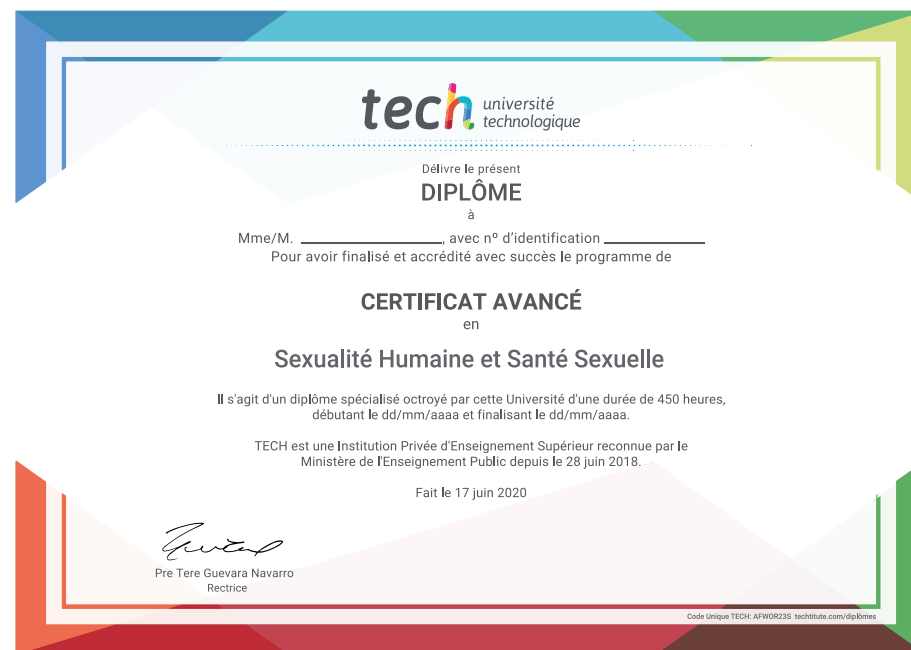 tech université
technologique
Délivre le présent
DIPLÔME
à
Mme/M. ____________, avec nº d'identification ____________
Pour avoir finalisé et accrédité avec succès le programme de
CERTIFICAT AVANCÉ
en
Sexualité Humaine et Santé Sexuelle
Il s'agit d'un diplôme spécialisé octroyé par cette Université d'une durée de 450 heures,
débutant le dd/mm/aaaa et finalisant le dd/mm/aaaa.
TECH est une Institution Privée d'Enseignement Supérieur reconnue par le
Ministère de l'Enseignement Public depuis le 28 juin 2018.
Fait le 17 juin 2020
Pre Tere Guevara Navarro
Rectrice
Code Unique TECH: AFWOR23S techtitute.com/diplômes